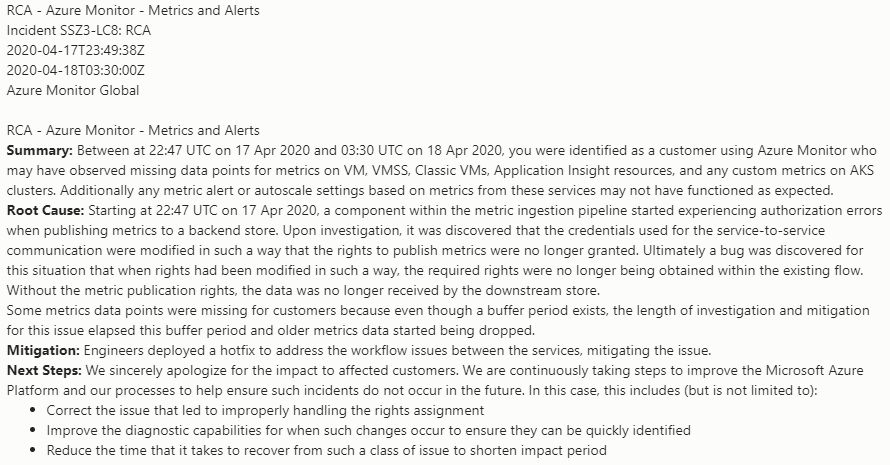 RCA - Azure Monitor - Metrics and Alerts
Incident SSZ3-LC8: RCA
2020-04-17T23:49:38Z
2020-04-18T03:30:00Z
Azure Monitor Global
RCA - Azure Monitor - Metrics and Alerts
Summary: Between at 22:47 UTC on 17 Apr 2020 and 03:30 UTC on 18 Apr 2020, you were identified as a customer using Azure Monitor who
may have observed missing data points for metrics on VM, VMSS, Classic VMs, Application Insight resources, and any custom metrics on AKS
clusters. Additionally any metric alert or autoscale settings based on metrics from these services may not have functioned as expected.
Root Cause: Starting at 22:47 UTC on 17 Apr 2020, a component within the metric ingestion pipeline started experiencing authorization errors
when publishing metrics to a backend store. Upon investigation, it was discovered that the credentials used for the service-to-service
communication were modified in such a way that the rights to publish metrics were no longer granted. Ultimately a bug was discovered for
this situation that when rights had been modified in such a way, the required rights were no longer being obtained within the existing flow.
Without the metric publication rights, the data was no longer received by the downstream store.
Some metrics data points were missing for customers because even though a buffer period exists, the length of investigation and mitigation
for this issue elapsed this buffer period and older metrics data started being dropped.
Mitigation: Engineers deployed a hotfix to address the workflow issues between the services, mitigating the issue.
Next Steps: We sincerely apologize for the impact to affected customers. We are continuously taking steps to improve the Microsoft Azure
Platform and our processes to help ensure such incidents do not occur in the future. In this case, this includes (but is not limited to):
• Correct the issue that led to improperly handling the rights assignment
• Improve the diagnostic capabilities for when such changes occur to ensure they can be quickly identified
• Reduce the time that it takes to recover from such a class of issue to shorten impact period